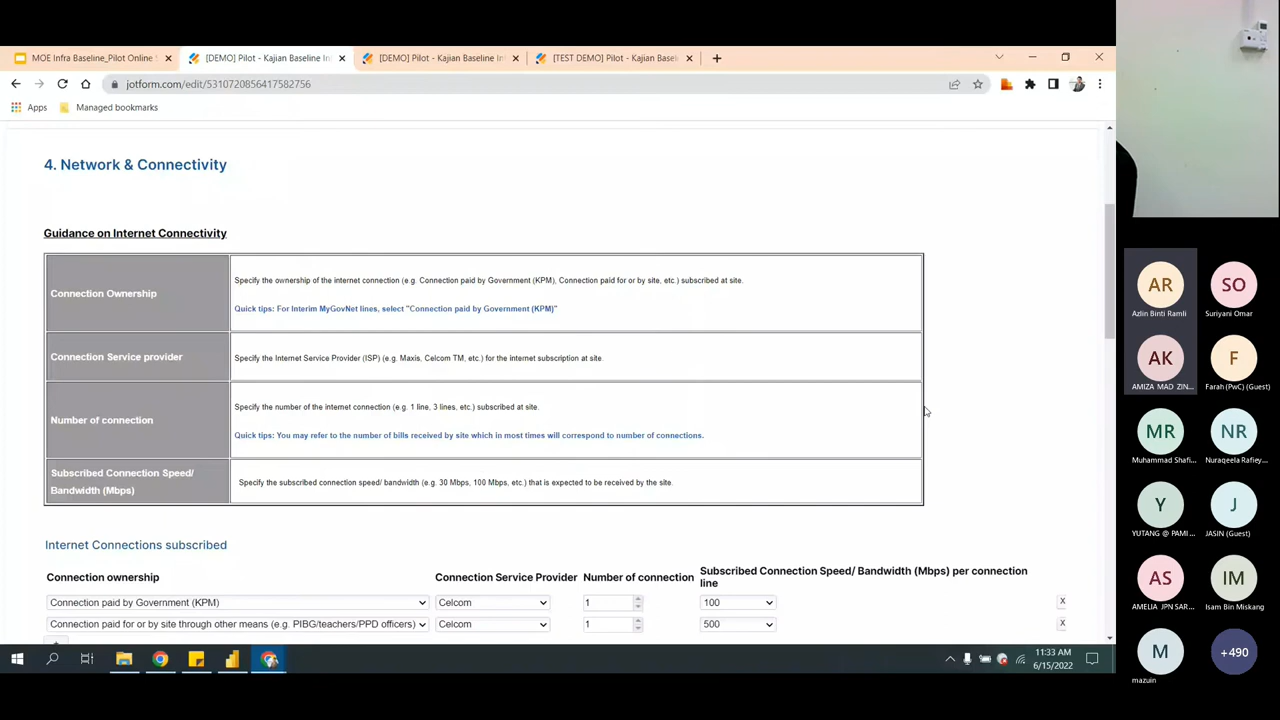 MOE Infra Baseline_Pilot Online S
[DEMO] Pilot - Kajian Baseline In
[DEMO] Pilot - Kajian Baseline In
[TEST DEMO] Pilot - Kajian Basel
jotform.com/edit/5310720856417582756
Apps
Managed bookmarks
4. Network & Connectivity
Guidance on Internet Connectivity
Connection Ownership
Specify the ownership of the internet connection (e.g. Connection paid by Government (KPM), Connection paid for or by site, etc.) subscribed at site.
Quick tips: For Interim MyGovNet lines, select "Connection paid by Government (KPM)"
Connection Service provider
Specify the Internet Service Provider (ISP) (e.g. Maxis, Celcom TM, etc.) for the internet subscription at site.
Number of connection
Specify the number of the internet connection (e.g. 1 line, 3 lines, etc.) subscribed at site.
Quick tips: You may refer to the number of bills received by site which in most times will correspond to number of connections.
Subscribed Connection Speed/
Bandwidth (Mbps)
Specify the subscribed connection speed/ bandwidth (e.g. 30 Mbps, 100 Mbps, etc.) that is expected to be received by the site.
Internet Connections subscribed
Connection ownership
Connection Service Provider
Number of connection
Subscribed Connection Speed/ Bandwidth (Mbps) per connection
line
Connection paid by Government (KPM)
Celcom
1
100
X
Connection paid for or by site through other means (e.g. PIBG/teachers/PPD officers)
Celcom
1
500
X
11:33 AM
6/15/2022
AR
Azlin Binti Ramli
SO
Suriyani Omar
AK
AMIZA MAD ZIN...
F
Farah (PwC) (Guest)
MR
Muhammad Shafi...
NR
Nuraqeela Rafiey...
Y
YUTANG @ PAMI ...
J
JASIN (Guest)
AS
AMELIA JPN SAR...
IM
Isam Bin Miskang
M
mazuin
+490